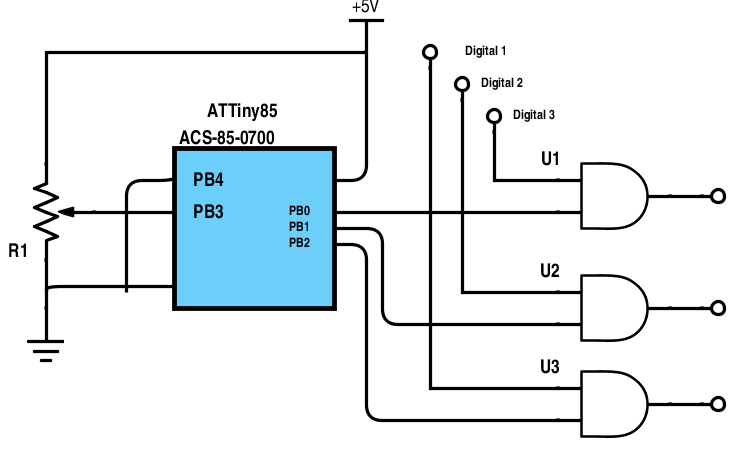 +5V
Digital 1
Digital 2
Digital 3
ATTiny85
ACS-85-0700
U1
PB4
PB3
PB0
PB1
PB2
R1
U2
U3